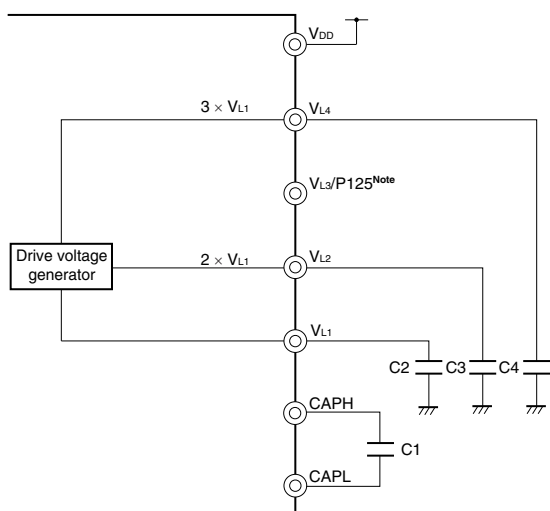 VDD
3 × VL1
VL4
VL3/P125Note
Drive voltage
generator
2 × VL1
VL2
VL1
C2
C3
C4
CAPH
C1
CAPL